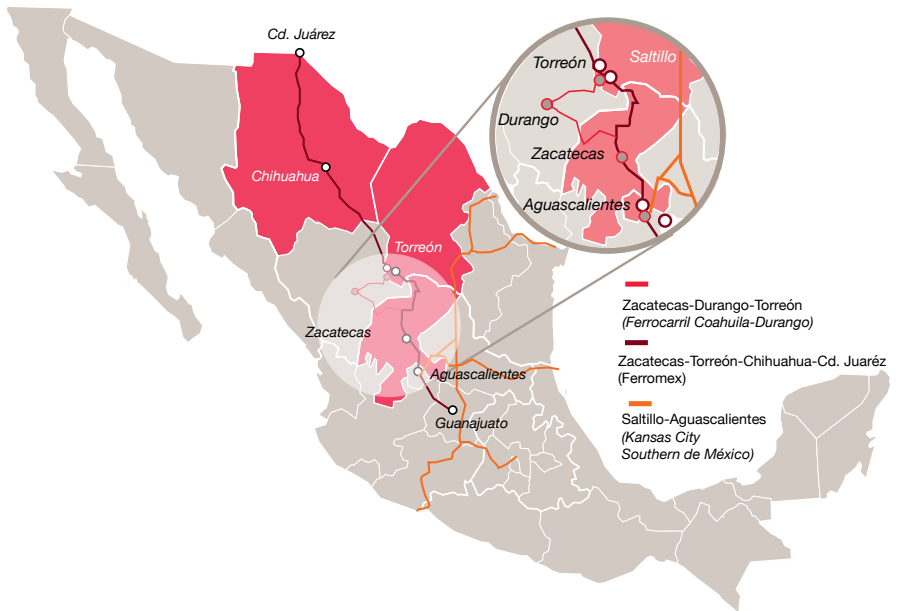 Cd. Juárez
Chihuahua
Torreón
Zacatecas
Aguascalientes
Guanajuato
Torreón
Saltillo
Durango
Zacatecas
Aguascalientes
Zacatecas-Durango-Torreón
(Ferrocarril Coahuila-Durango)
Zacatecas-Torreón-Chihuahua-Cd. Juaréz
(Ferromex)
Saltillo-Aguascalientes
(Kansas City
Southern de México)